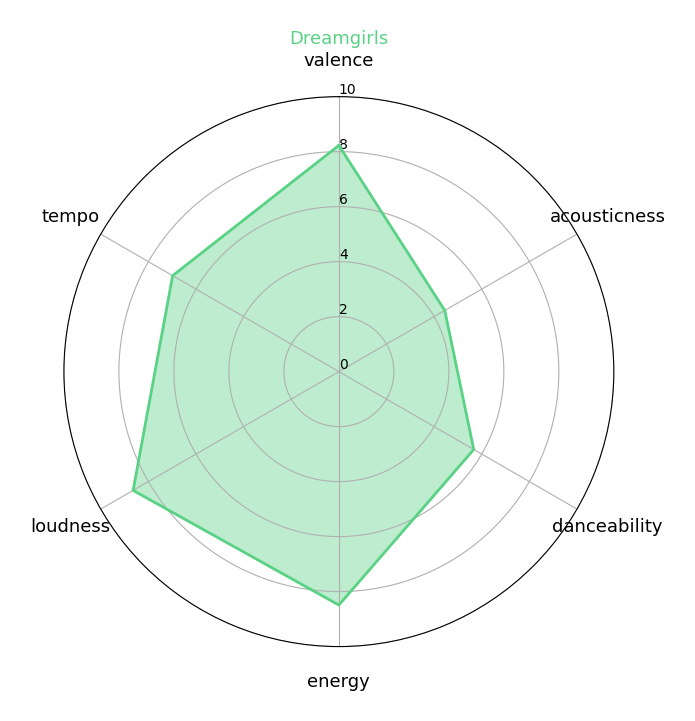 Dreamgirls
valence
10
8
tempo
acousticness
6
4
2
0
loudness
danceability
energy